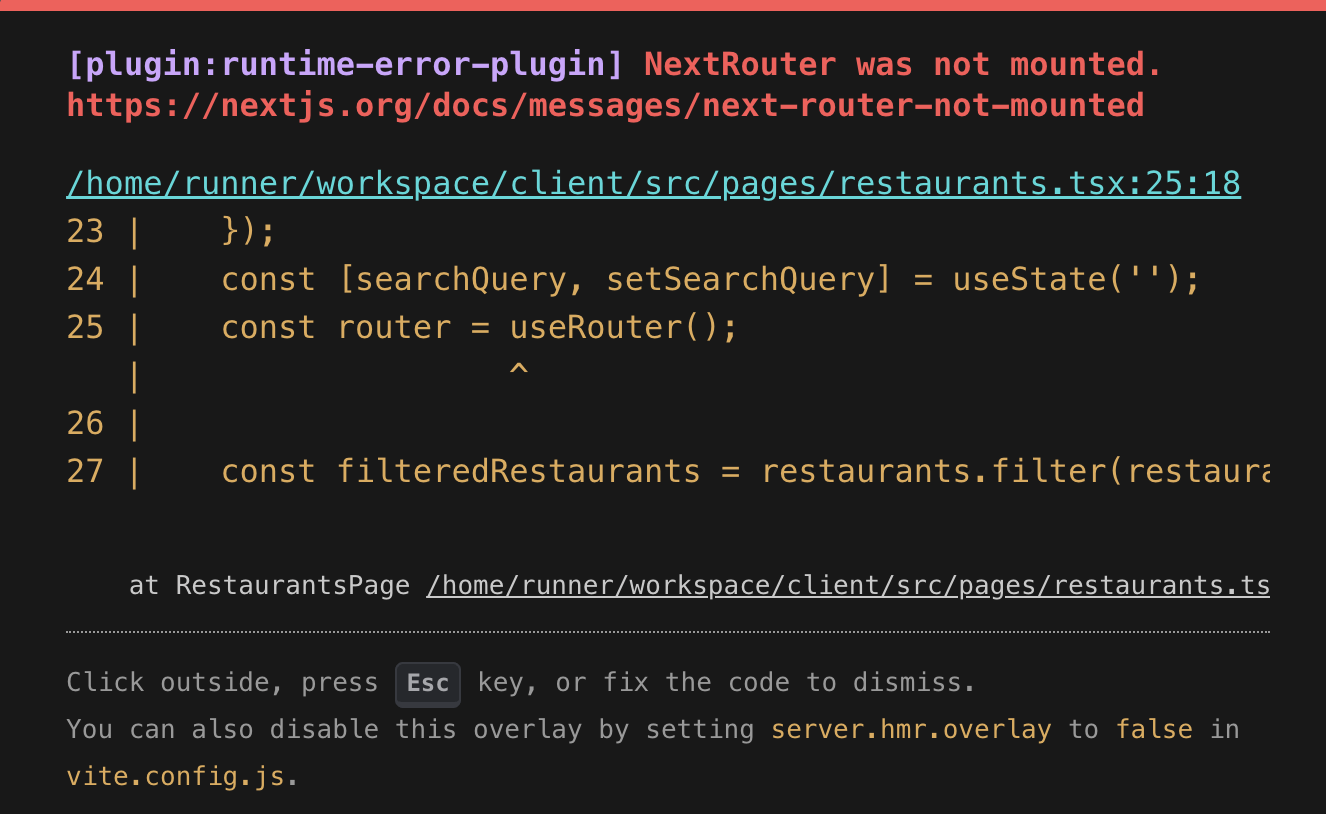 [plugin:runtime-error-plugin] NextRouter was not mounted.
https://nextjs.org/docs/messages/next-router-not-mounted
/home/runner/workspace/client/src/pages/restaurants.tsx:25:18
23 |    });
24 |    const [searchQuery, setSearchQuery] = useState('');
25 |    const router = useRouter();
   |                   ^
26 |
27 |    const filteredRestaurants = restaurants.filter(restaura
at RestaurantsPage /home/runner/workspace/client/src/pages/restaurants.ts
Click outside, press Esc key, or fix the code to dismiss.
You can also disable this overlay by setting server.hmr.overlay to false in
vite.config.js.